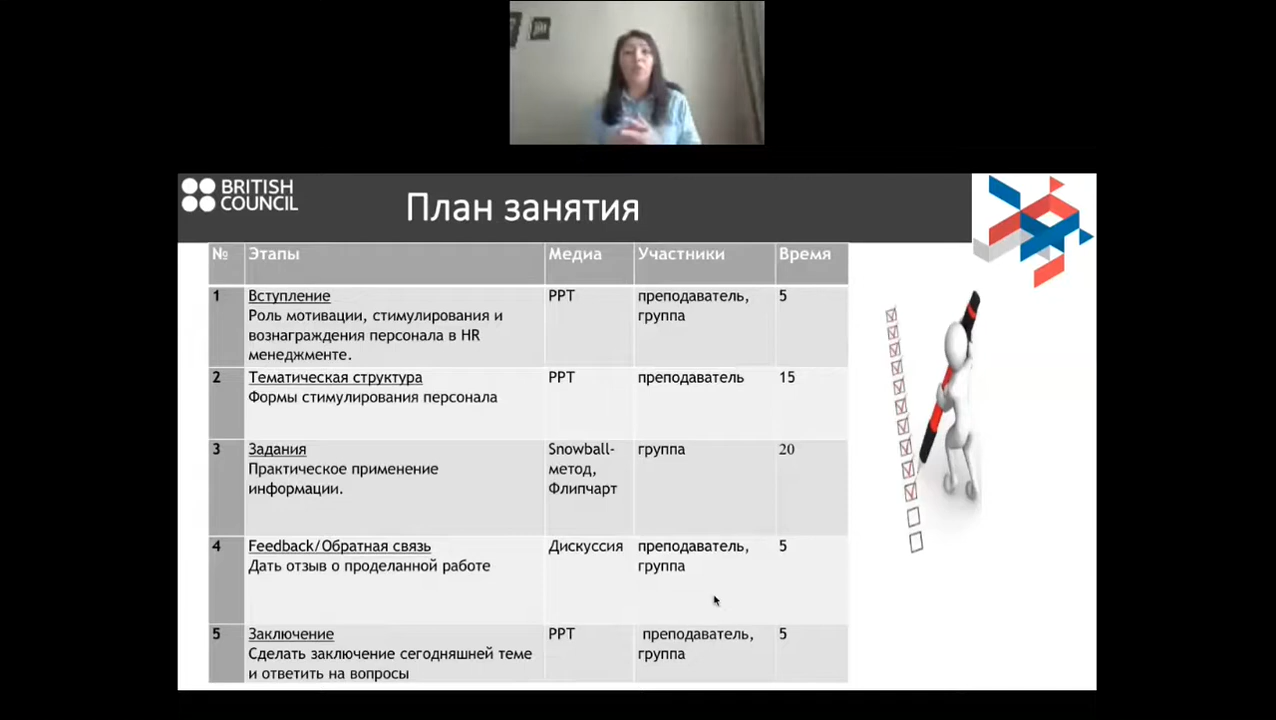 BRITISH
COUNCIL
План занятия
№ Этапы Медиа Участники Время
1 Вступление PPT преподаватель, 5
Роль мотивации, стимулирования и группа
вознаграждения персонала в HR
менеджменте.
2 Тематическая структура PPT преподаватель 15
Формы стимулирования персонала
3 Задания Snowball- группа 20
Практическое применение метод,
информации. Флипчарт
4 Feedback/Обратная связь Дискуссия преподаватель, 5
Дать отзыв о проделанной работе группа
5 Заключение PPT преподаватель, 5
Сделать заключение сегодняшней теме группа
и ответить на вопросы